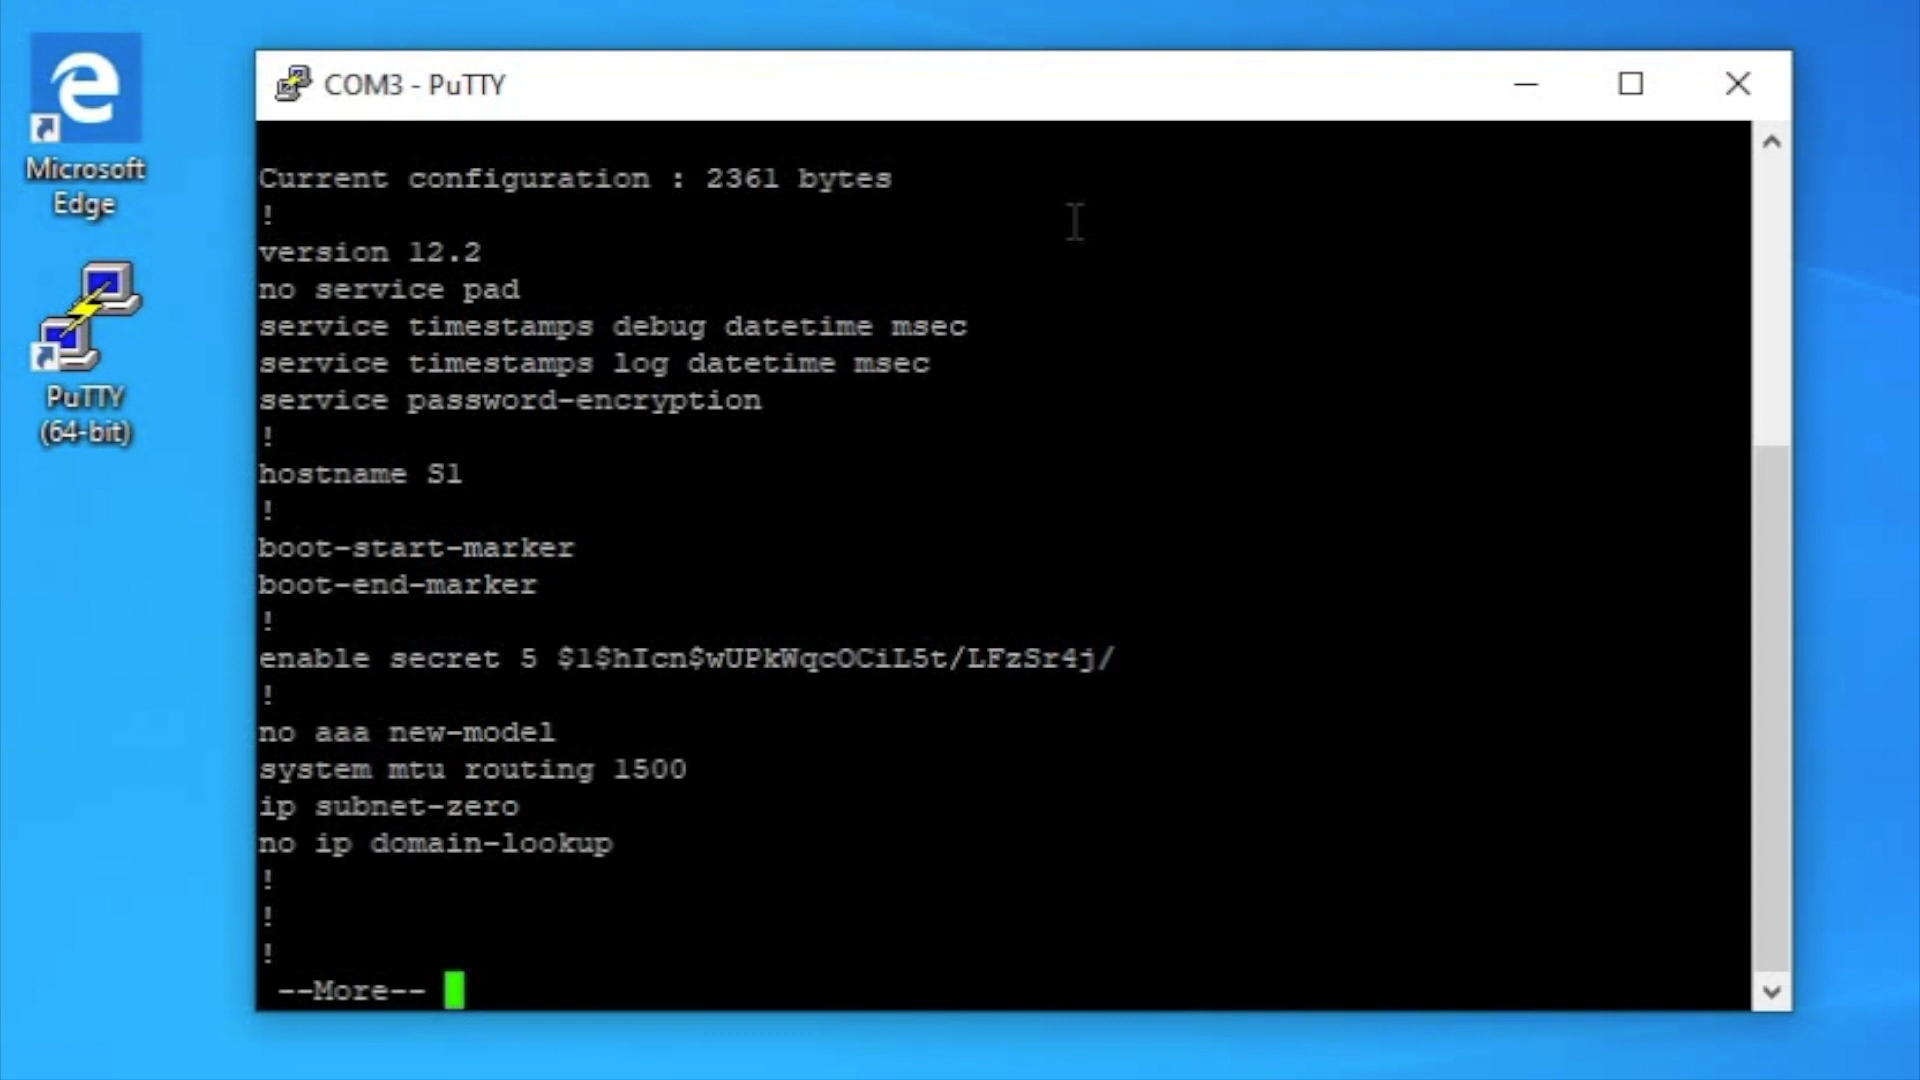 Microsoft
Edge
PuTTY
(64-bit)
COM3 - PuTTY
Current configuration : 2361 bytes
!
version 12.2
no service pad
service timestamps debug datetime msec
service timestamps log datetime msec
service password-encryption
!
hostname S1
!
boot-start-marker
boot-end-marker
!
enable secret 5 $1$hIcn$wUPkWqcOCiL5t/LFzSr4j/
!
no aaa new-model
system mtu routing 1500
ip subnet-zero
no ip domain-lookup
!
!
!
--More--